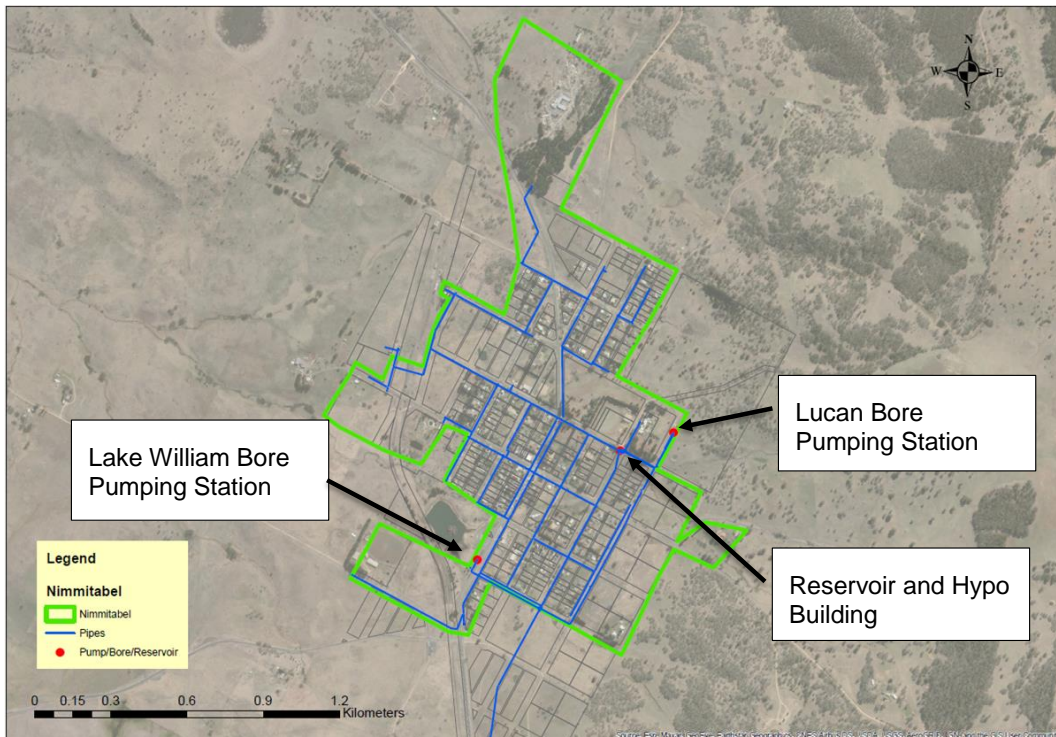 N
W E
S
Lucan Bore
Pumping Station
Lake William Bore
Pumping Station
Reservoir and Hypo
Building
Legend
Nimmitabel
Nimmitabel
Pipes
Pump/Bore/Reservoir
0 0.15 0.3 0.6 0.9 1.2
Kilometers